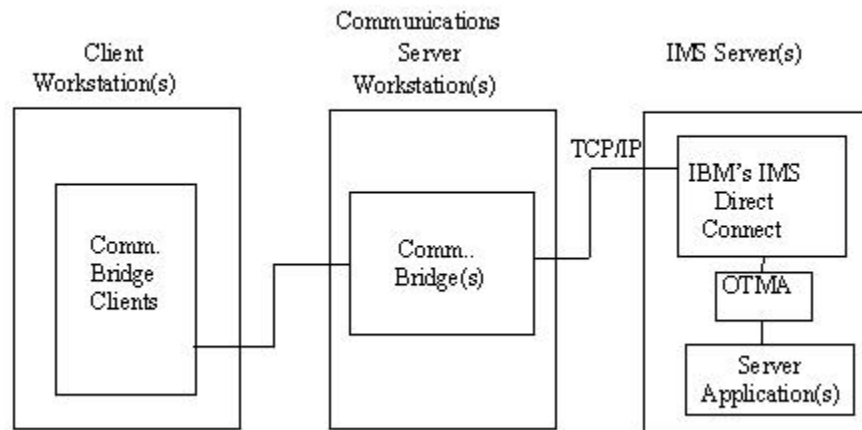 Client
Workstation(s)
Communications
Server
Workstation(s)
IMS Server(s)
Comm.
Bridge
Clients
Comm..
Bridge(s)
TCP/IP
IBM's IMS
Direct
Connect
OTMA
Server
Application(s)